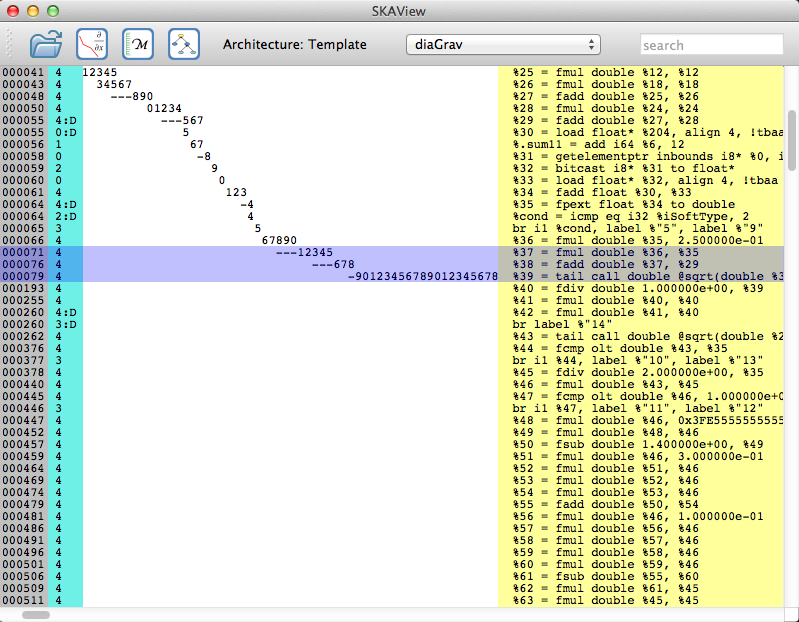 SKAView
∂
∂x
M
Architecture: Template
diaGrav
search
000041 4 12345 %25 = fmul double %12, %12
000043 4 34567 %26 = fmul double %18, %18
000048 4 ---890 %27 = fadd double %25, %26
000050 4 01234 %28 = fmul double %24, %24
000055 4:D ---567 %29 = fadd double %27, %28
000055 0:D 5 %30 = load float* %204, align 4, !tbaa
000056 1 67 %.sum11 = add i64 %6, 12
000058 0 -8 %31 = getelementptr inbounds i8* %0, i
000059 2 9 %32 = bitcast i8* %31 to float*
000060 0 0 %33 = load float* %32, align 4, !tbaa
000061 4 123 %34 = fadd float %30, %33
000064 4:D -4 %35 = fpext float %34 to double
000064 2:D 4 %cond = icmp eq i32 %iSoftType, 2
000065 3 5 br i1 %cond, label %"5", label %"9"
000066 4 67890 %36 = fmul double %35, 2.500000e-01
000071 4 ---12345 %37 = fmul double %36, %35
000076 4 ---678 %38 = fadd double %37, %29
000079 4 -90123456789012345678 %39 = tail call double @sqrt(double %3
000193 4 %40 = fdiv double 1.000000e+00, %39
000255 4 %41 = fmul double %40, %40
000260 4:D %42 = fmul double %41, %40
000260 3:D br label %"14"
000262 4 %43 = tail call double @sqrt(double %2
000376 4 %44 = fcmp olt double %43, %35
000377 3 br i1 %44, label %"10", label %"13"
000378 4 %45 = fdiv double 2.000000e+00, %35
000440 4 %46 = fmul double %43, %45
000445 4 %47 = fcmp olt double %46, 1.000000e+0
000446 3 br i1 %47, label %"11", label %"12"
000447 4 %48 = fmul double %46, 0x3FE5555555555
000452 4 %49 = fmul double %48, %46
000457 4 %50 = fsub double 1.400000e+00, %49
000459 4 %51 = fmul double %46, 3.000000e-01
000464 4 %52 = fmul double %51, %46
000469 4 %53 = fmul double %52, %46
000474 4 %54 = fmul double %53, %46
000479 4 %55 = fadd double %50, %54
000481 4 %56 = fmul double %46, 1.000000e-01
000486 4 %57 = fmul double %56, %46
000491 4 %58 = fmul double %57, %46
000496 4 %59 = fmul double %58, %46
000501 4 %60 = fmul double %59, %46
000506 4 %61 = fsub double %55, %60
000509 4 %62 = fmul double %61, %45
000511 4 %63 = fmul double %45, %45